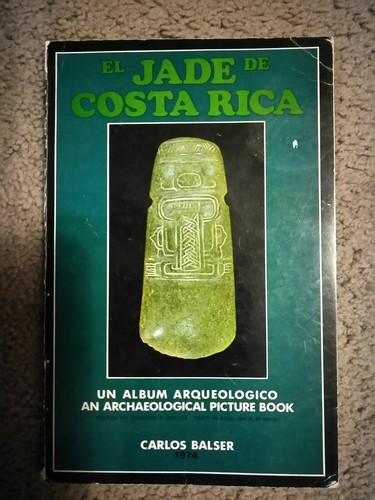 EL JADE DE
COSTA RICA
UN ALBUM ARQUEOLOGICO
AN ARCHAEOLOGICAL PICTURE BOOK
CARLOS BALSER
1974